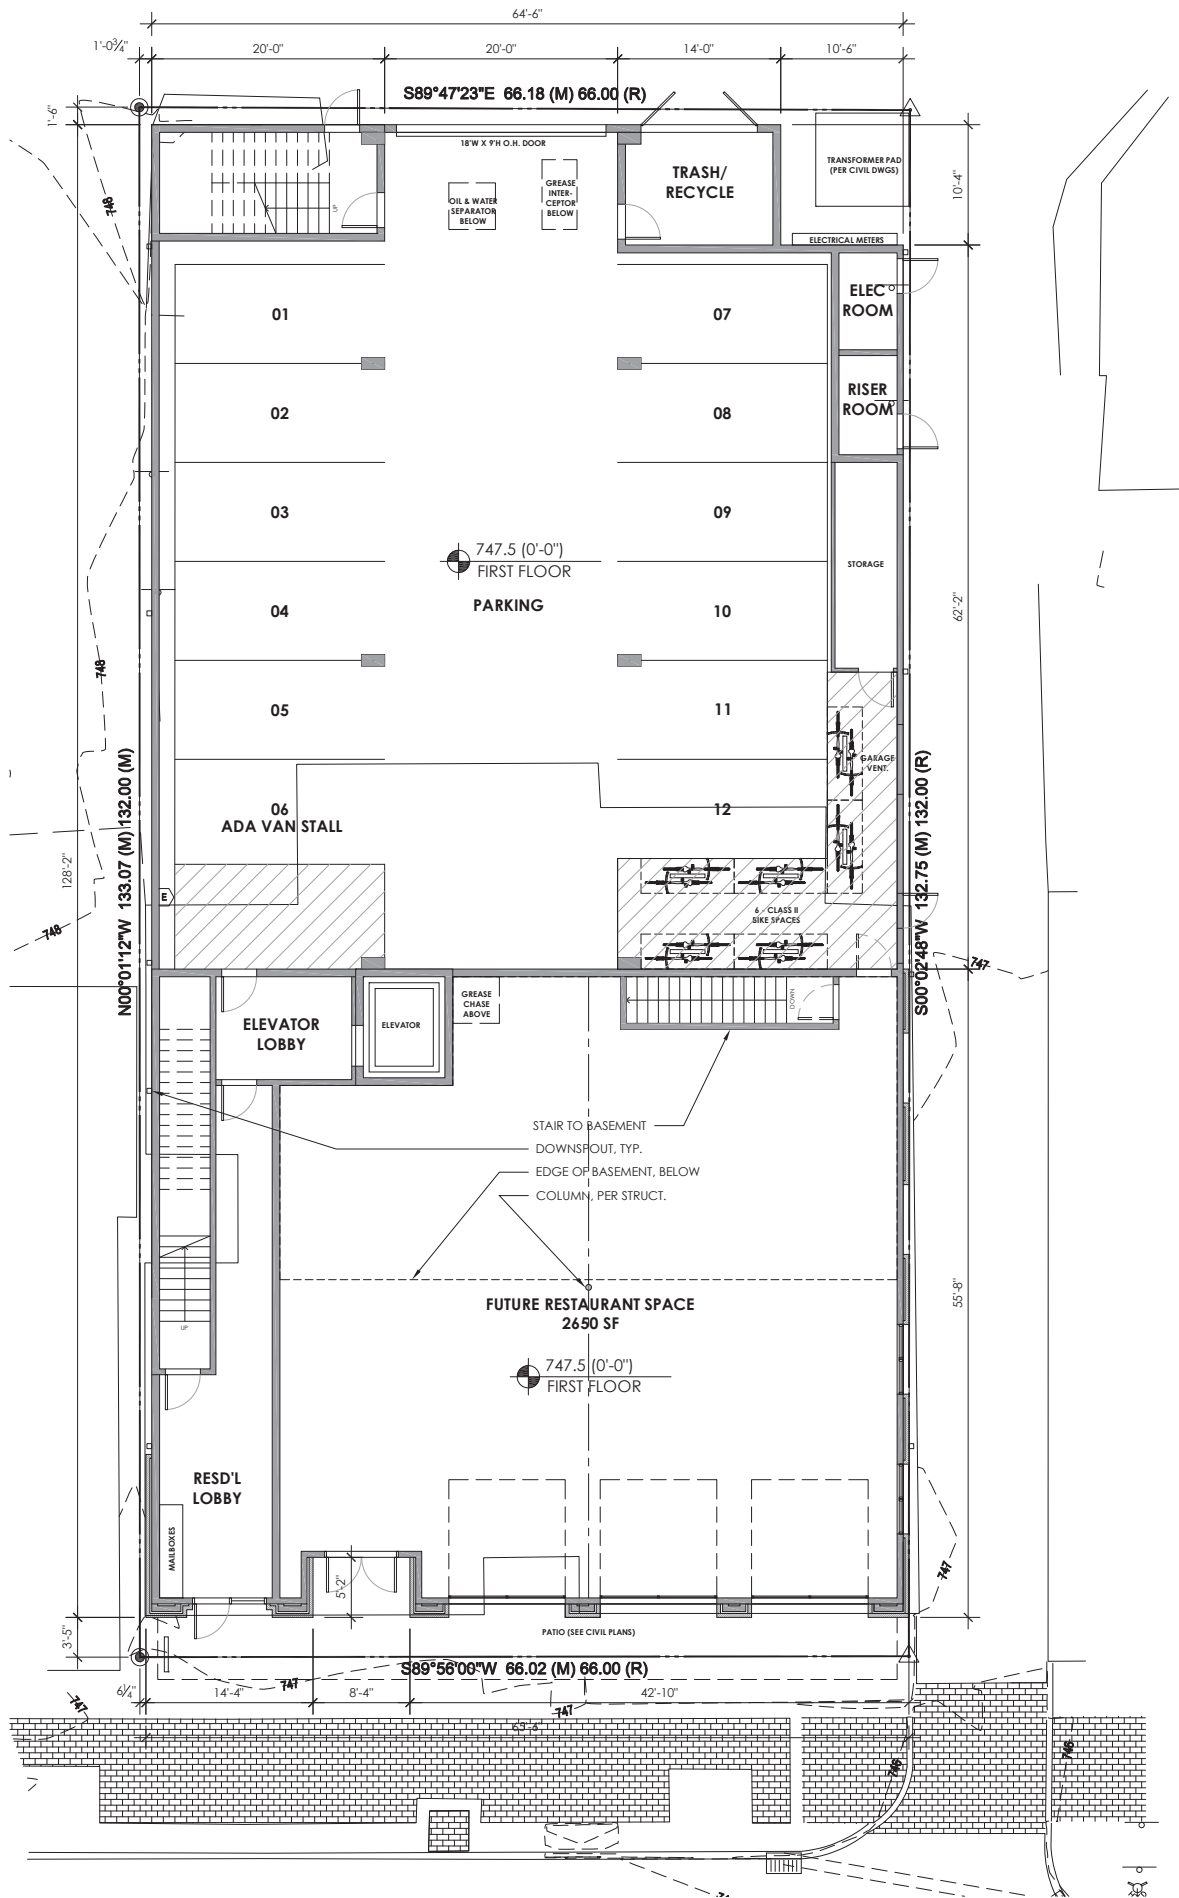 64'-6"
1'-0¾"
20'-0"
20'-0"
14'-0"
10'-6"
S89°47'23"E 66.18 (M) 66.00 (R)
1'-6"
18'W X 9'H O.H. DOOR
TRANSFORMER PAD
(PER CIVIL DWGS)
TRASH/
RECYCLE
OIL & WATER
SEPARATOR
BELOW
GREASE
INTER-
CEPTOR
BELOW
UP
10'-4"
748
ELECTRICAL METERS
ELEC
ROOM
01
07
RISER
ROOM
02
08
03
09
747.5 (0'-0")
FIRST FLOOR
STORAGE
PARKING
04
10
62'-2"
748
05
11
GARAGE
VENT.
06
ADA VAN STALL
12
N00°01'12"W 133.07 (M) 132.00 (M)
S00°02'48"W 132.75 (M) 132.00 (R)
128'-2"
E
6 - CLASS II
BIKE SPACES
748
747
GREASE
CHASE
ABOVE
DOWN
ELEVATOR
LOBBY
ELEVATOR
STAIR TO BASEMENT
DOWNSPOUT, TYP.
EDGE OF BASEMENT, BELOW
COLUMN, PER STRUCT.
55'-8"
FUTURE RESTAURANT SPACE
2650 SF
UP
747.5 (0'-0")
FIRST FLOOR
RESD'L
LOBBY
MAILBOXES
5'-2"
747
3'-5"
PATIO (SEE CIVIL PLANS)
S89°56'00"W 66.02 (M) 66.00 (R)
747
6¼"
14'-4"
8'-4"
42'-10"
747
747
65'-6"
746
746